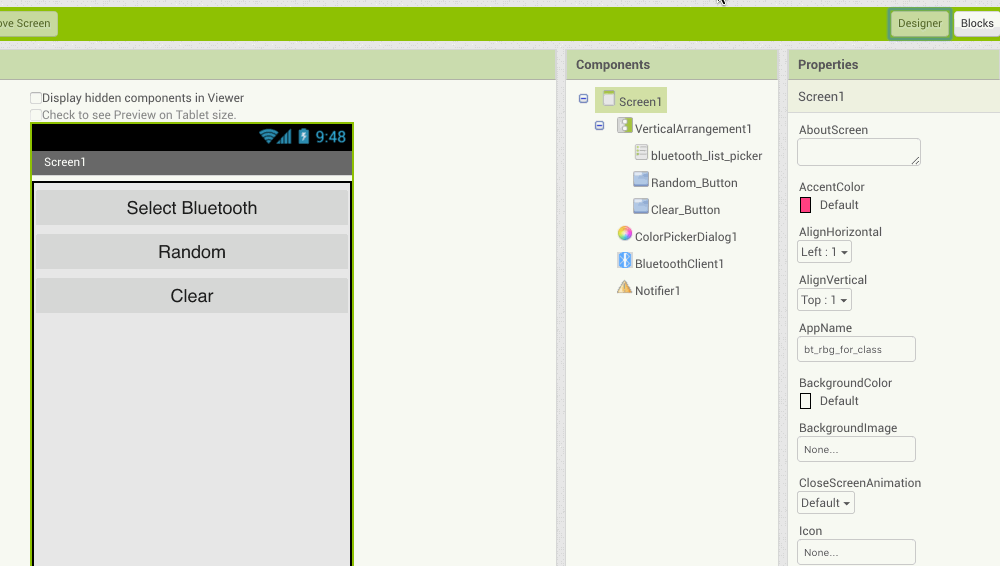 ove Screen
Designer
Blocks
Display hidden components in Viewer
Check to see Preview on Tablet size.
9:48
Screen1
Select Bluetooth
Random
Clear
Components
Screen1
VerticalArrangement1
bluetooth_list_picker
Random_Button
Clear_Button
ColorPickerDialog1
BluetoothClient1
Notifier1
Properties
Screen1
AboutScreen
AccentColor
Default
AlignHorizontal
Left : 1
AlignVertical
Top : 1
AppName
bt_rbg_for_class
BackgroundColor
Default
BackgroundImage
None...
CloseScreenAnimation
Default
Icon
None...